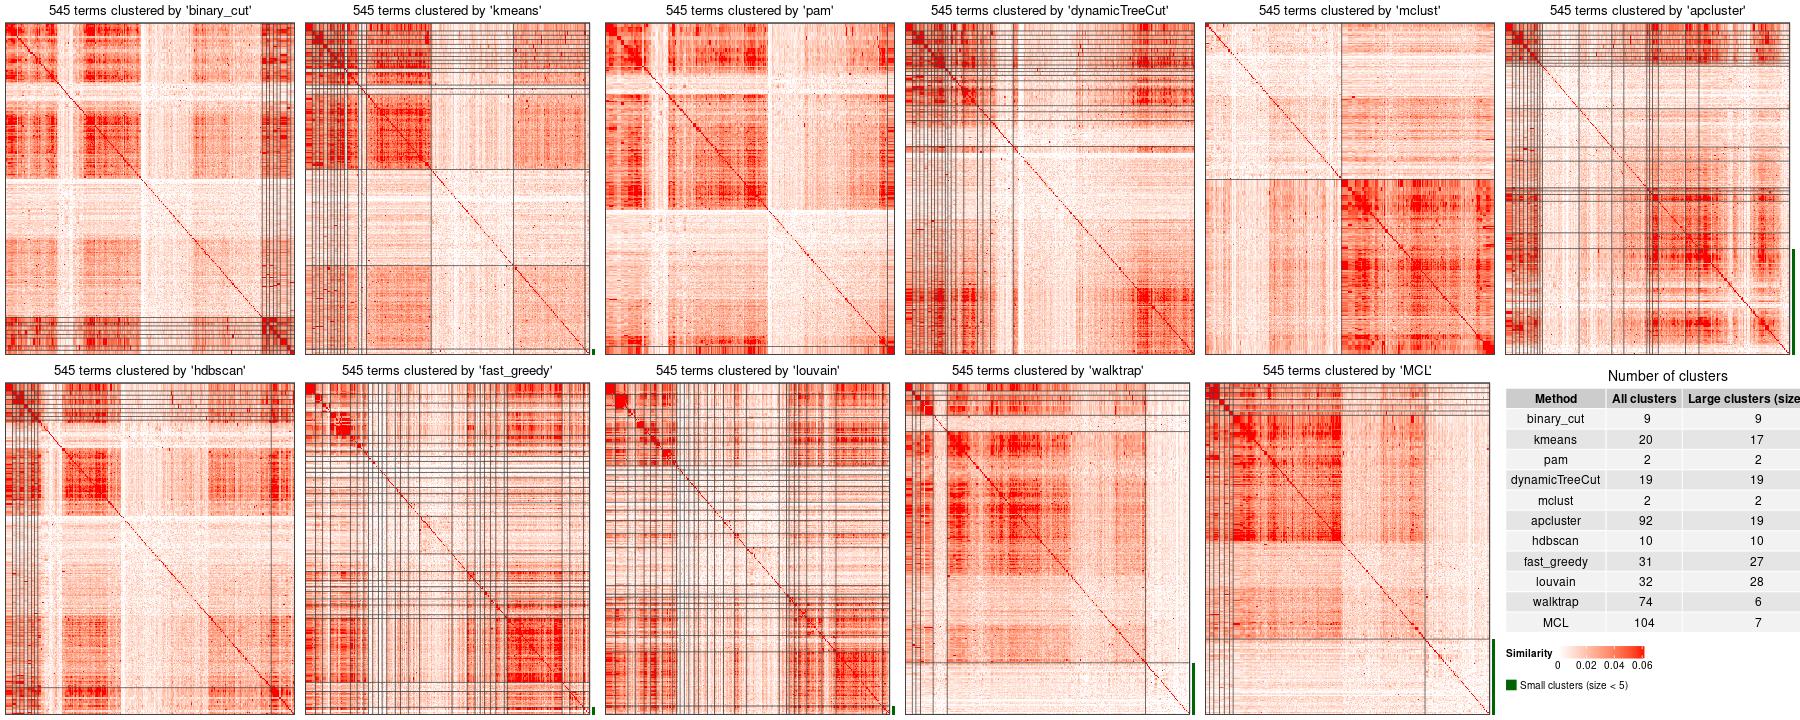 545 terms clustered by 'binary_cut'
545 terms clustered by 'kmeans'
545 terms clustered by 'pam'
545 terms clustered by 'dynamicTreeCut'
545 terms clustered by 'mclust'
545 terms clustered by 'apcluster'
545 terms clustered by 'hdbscan'
545 terms clustered by 'fast_greedy'
545 terms clustered by 'louvain'
545 terms clustered by 'walktrap'
545 terms clustered by 'MCL'
Number of clusters
Method All clusters Large clusters (size
binary_cut 9 9
kmeans 20 17
pam 2 2
dynamicTreeCut 19 19
mclust 2 2
apcluster 92 19
hdbscan 10 10
fast_greedy 31 27
louvain 32 28
walktrap 74 6
MCL 104 7
Similarity
0 0.02 0.04 0.06
Small clusters (size < 5)